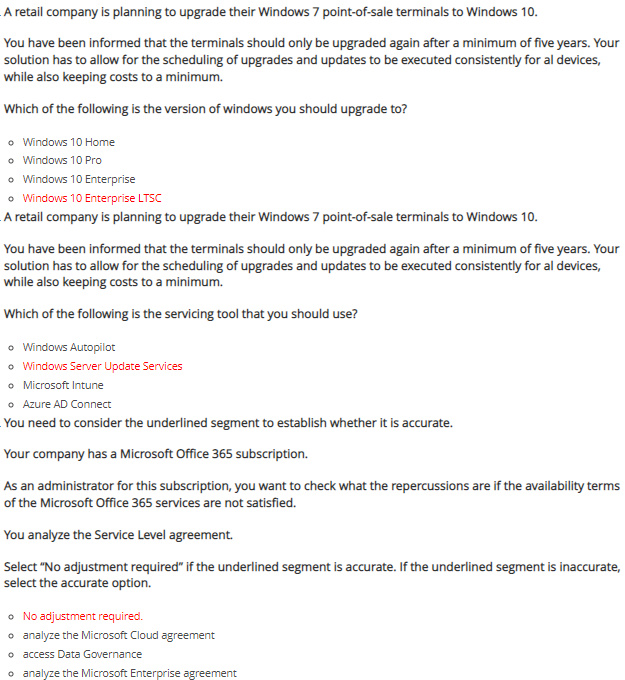 A retail company is planning to upgrade their Windows 7 point-of-sale terminals to Windows 10.
You have been informed that the terminals should only be upgraded again after a minimum of five years. Your
solution has to allow for the scheduling of upgrades and updates to be executed consistently for al devices,
while also keeping costs to a minimum.
Which of the following is the version of windows you should upgrade to?
Windows 10 Home
Windows 10 Pro
Windows 10 Enterprise
Windows 10 Enterprise LTSC
A retail company is planning to upgrade their Windows 7 point-of-sale terminals to Windows 10.
You have been informed that the terminals should only be upgraded again after a minimum of five years. Your
solution has to allow for the scheduling of upgrades and updates to be executed consistently for al devices,
while also keeping costs to a minimum.
Which of the following is the servicing tool that you should use?
Windows Autopilot
Windows Server Update Services
Microsoft Intune
Azure AD Connect
You need to consider the underlined segment to establish whether it is accurate.
Your company has a Microsoft Office 365 subscription.
As an administrator for this subscription, you want to check what the repercussions are if the availability terms
of the Microsoft Office 365 services are not satisfied.
You analyze the Service Level agreement.
Select “No adjustment required” if the underlined segment is accurate. If the underlined segment is inaccurate,
select the accurate option.
No adjustment required.
analyze the Microsoft Cloud agreement
access Data Governance
analyze the Microsoft Enterprise agreement